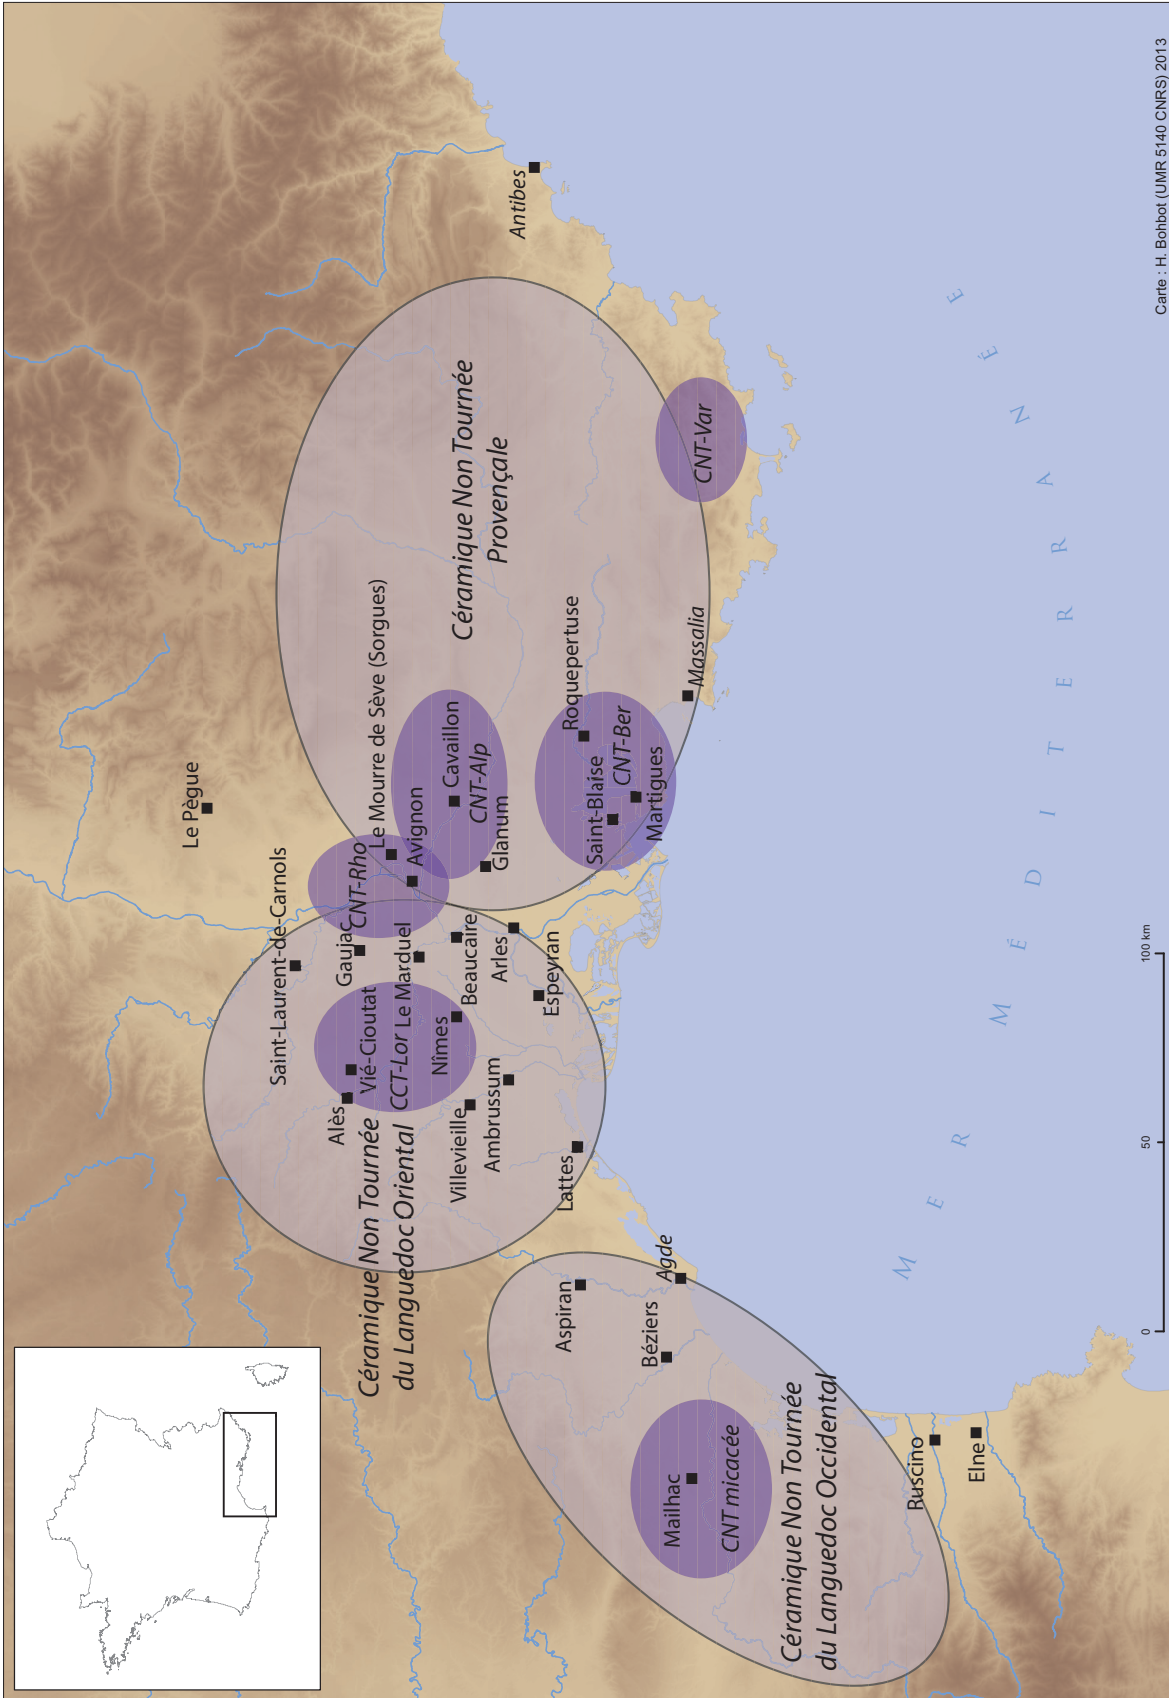 Le Pègue
Saint-Laurent-de-Carnols
Antibes
Gaujac
CNT-Rho
Le Mourre de Sève (Sorgues)
Avignon
Alès
Vié-Cioutat
CCT-Lor
Le Marduel
Nîmes
Beaucaire
Cavaillon
CNT-Alp
Glanum
Céramique Non Tournée
Provençale
Céramique Non Tournée
du Languedoc Oriental
Villevieille
Ambrussum
Arles
Espeyran
Lattes
Roquepertuse
Saint-Blaise
CNT-Ber
Martigues
Massalia
CNT-Var
Aspiran
Agde
Béziers
Mailhac
CNT micacée
Céramique Non Tournée
du Languedoc Occidental
Ruscino
Elne
MER MÉDITERRANÉE
0 50 100 km
Carte : H. Bohbot (UMR 5140 CNRS) 2013